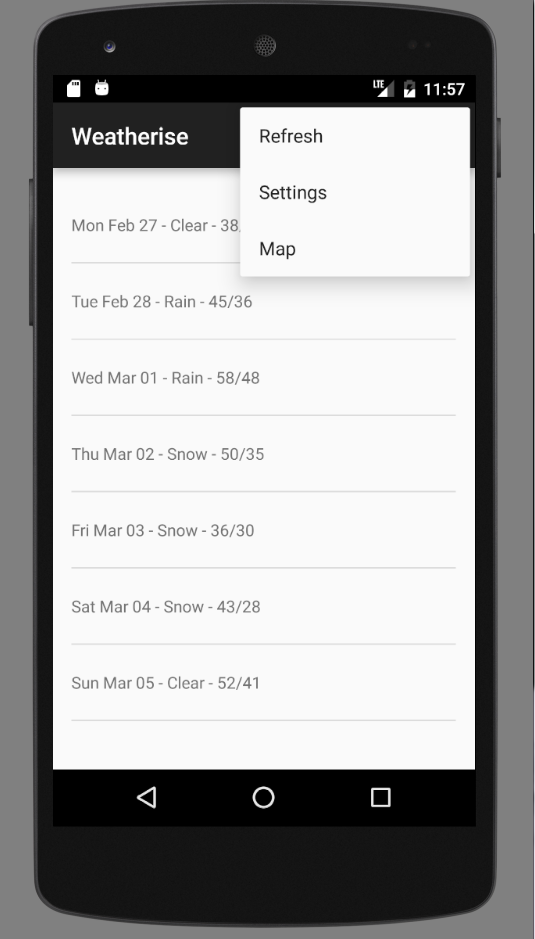 LTE 11:57
Weatherise
Refresh
Settings
Map
Mon Feb 27 - Clear - 38
Tue Feb 28 - Rain - 45/36
Wed Mar 01 - Rain - 58/48
Thu Mar 02 - Snow - 50/35
Fri Mar 03 - Snow - 36/30
Sat Mar 04 - Snow - 43/28
Sun Mar 05 - Clear - 52/41